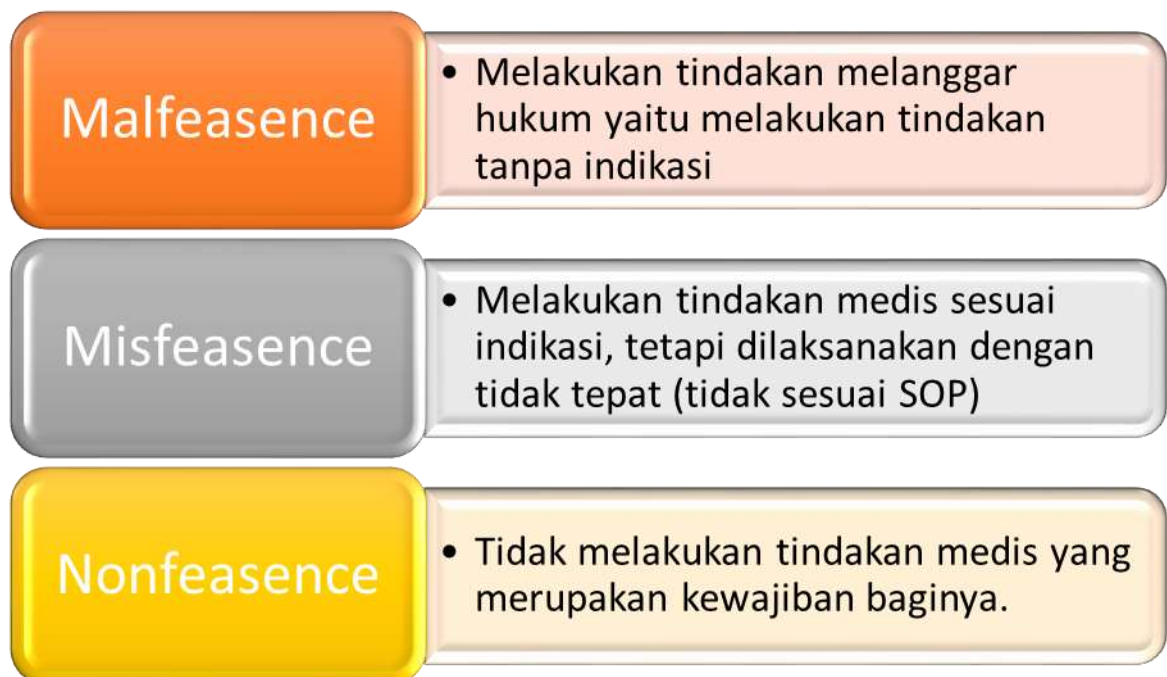 Malfeasence
• Melakukan tindakan melanggar
hukum yaitu melakukan tindakan
tanpa indikasi
Misfeasence
• Melakukan tindakan medis sesuai
indikasi, tetapi dilaksanakan dengan
tidak tepat (tidak sesuai SOP)
Nonfeasence
• Tidak melakukan tindakan medis yang
merupakan kewajiban baginya.